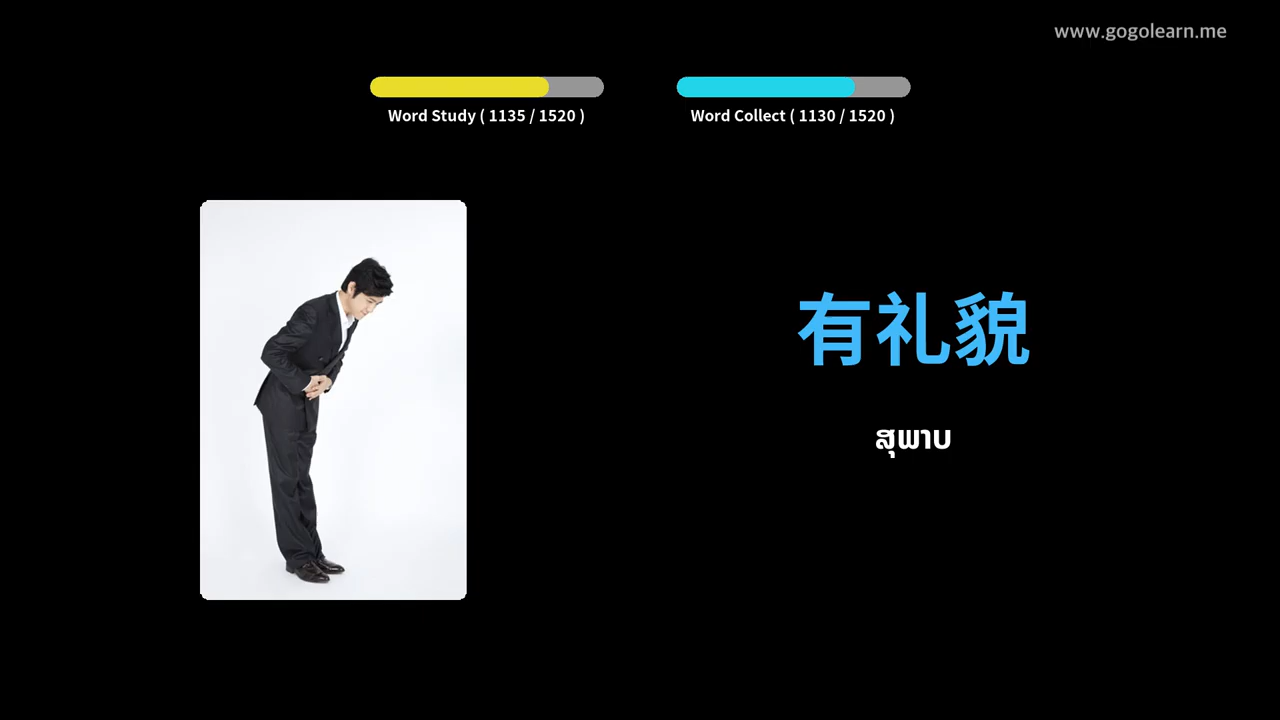 www.gogolearn.me
Word Study ( 1135 / 1520 )
Word Collect ( 1130 / 1520 )
有礼貌
ສຸພາບ